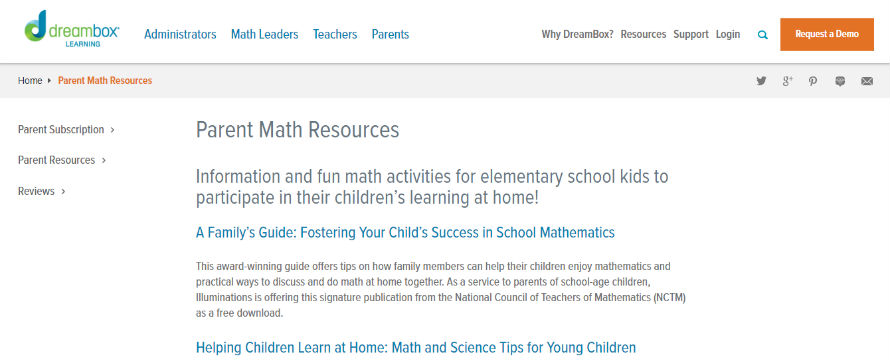 dreambox
LEARNING
Administrators Math Leaders Teachers Parents
Why DreamBox? Resources Support Login
Request a Demo
Home Parent Math Resources
Parent Subscription
Parent Resources
Reviews
Parent Math Resources
Information and fun math activities for elementary school kids to
participate in their children's learning at home!
A Family's Guide: Fostering Your Child's Success in School Mathematics
This award-winning guide offers tips on how family members can help their children enjoy mathematics and
practical ways to discuss and do math at home together. As a service to parents of school-age children,
Illuminations is offering this signature publication from the National Council of Teachers of Mathematics (NCTM)
as a free download.
Helping Children Learn at Home: Math and Science Tips for Young Children